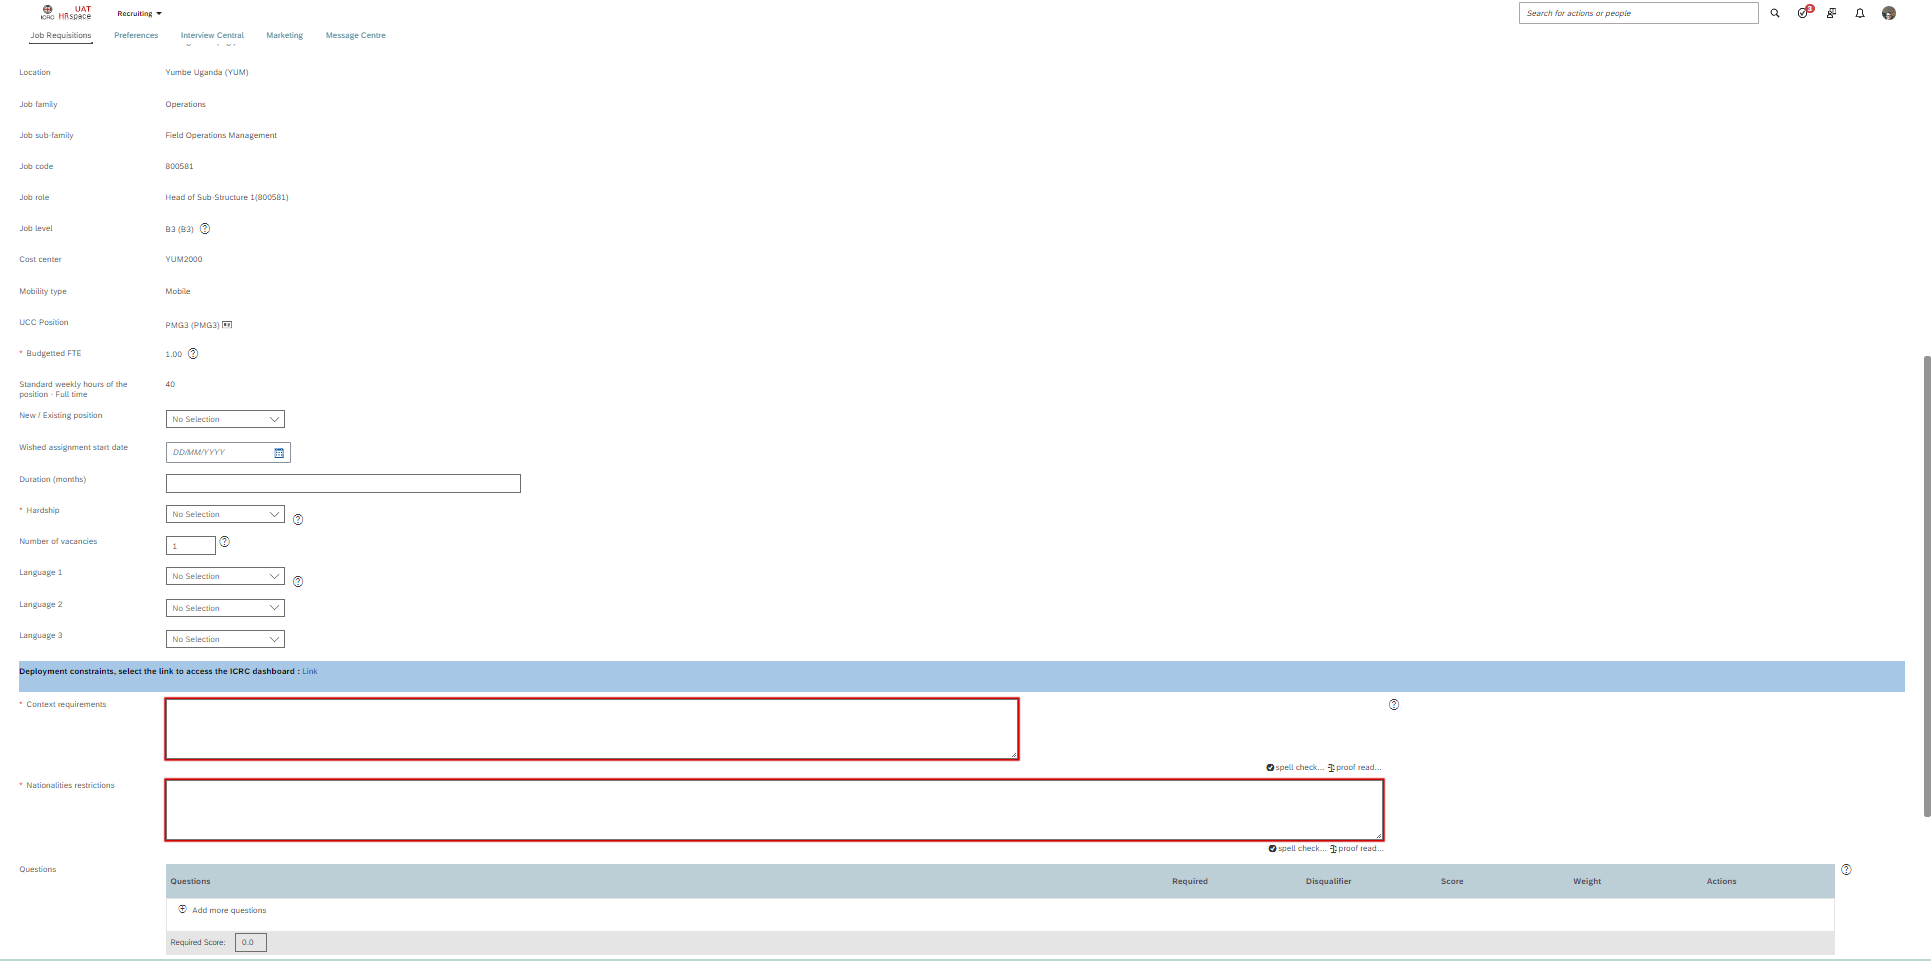 UAT
ICRC HRspace
Recruiting
Search for actions or people
3
Job Requisitions
Preferences
Interview Central
Marketing
Message Centre
Location
Yumbe Uganda (YUM)
Job family
Operations
Job sub-family
Field Operations Management
Job code
800581
Job role
Head of Sub-Structure 1(800581)
Job level
B3 (B3)
Cost center
YUM2000
Mobility type
Mobile
UCC Position
PMG3 (PMG3)
* Budgetted FTE
1.00
Standard weekly hours of the
position - Full time
40
New / Existing position
No Selection
Wished assignment start date
DD/MM/YYYY
Duration (months)
* Hardship
No Selection
Number of vacancies
1
Language 1
No Selection
Language 2
No Selection
Language 3
No Selection
Deployment constraints, select the link to access the ICRC dashboard : Link
* Context requirements
spell check... proof read...
* Nationalities restrictions
spell check... proof read...
Questions
Questions
Required
Disqualifier
Score
Weight
Actions
Add more questions
Required Score: 0.0